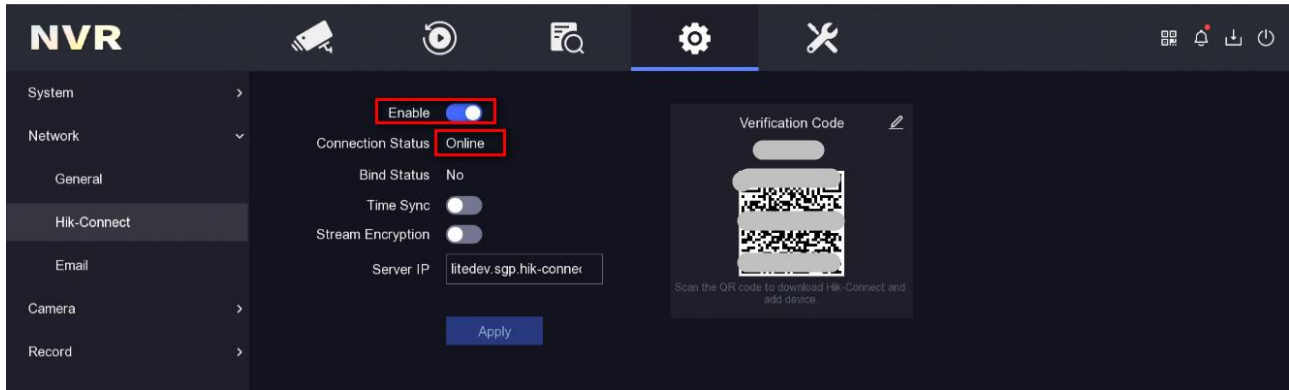 NVR
System
Network
General
Hik-Connect
Email
Camera
Record
Enable
Connection Status Online
Bind Status No
Time Sync
Stream Encryption
Server IP litedev.sgp.hik-connec
Apply
Verification Code
Scan the QR code to download Hik-Connect and
add device.